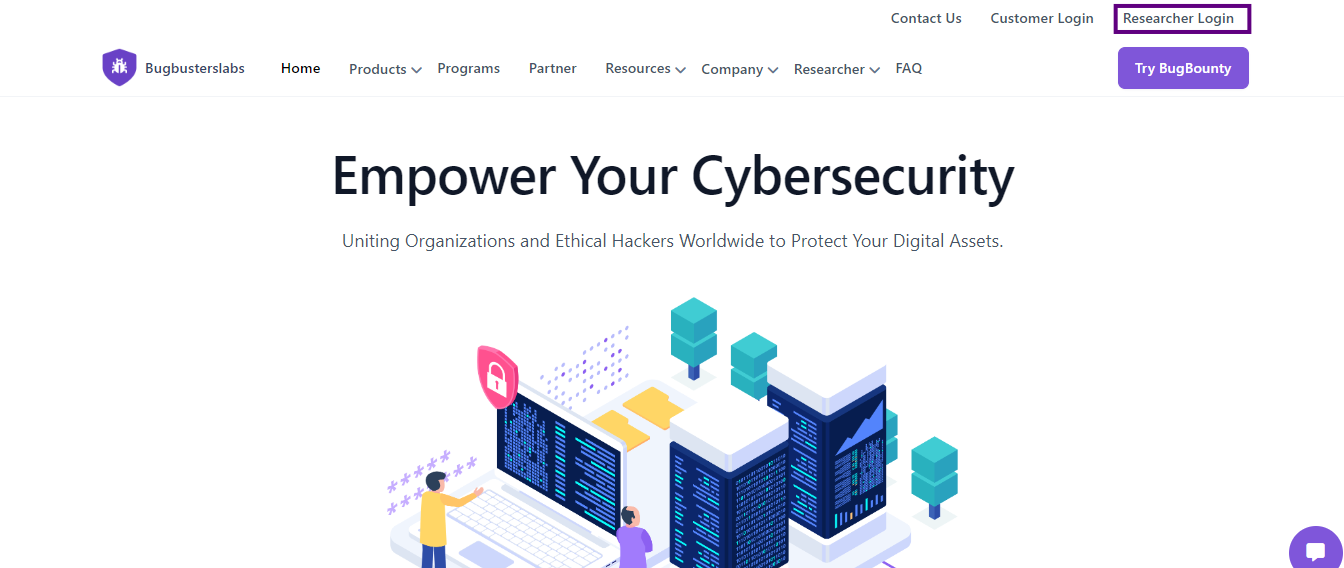 Contact Us Customer Login Researcher Login
Bugbusterslabs Home Products Programs Partner Resources Company Researcher FAQ Try BugBounty
Empower Your Cybersecurity
Uniting Organizations and Ethical Hackers Worldwide to Protect Your Digital Assets.